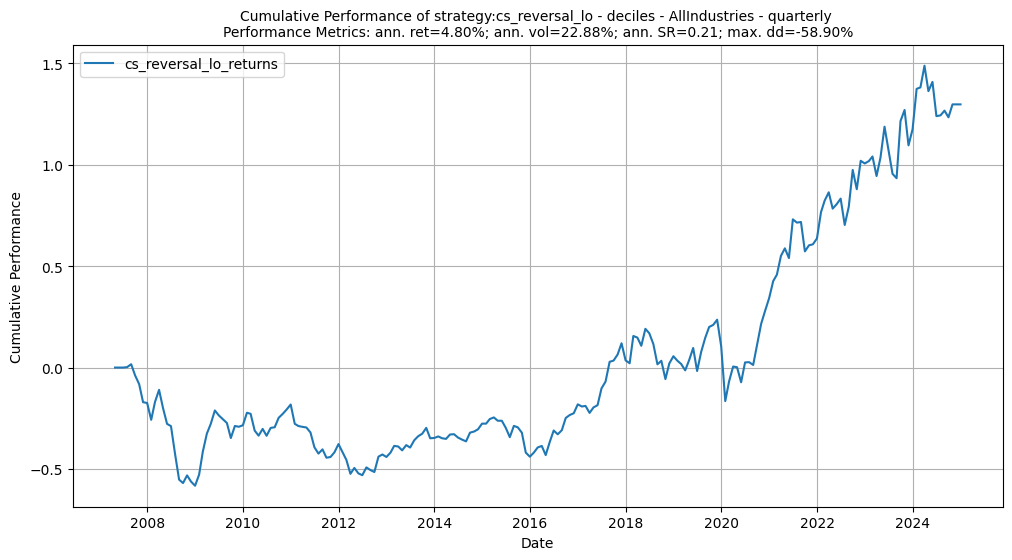 Cumulative Performance of strategy:cs_reversal_lo - deciles - AllIndustries - quarterly
Performance Metrics: ann. ret=4.80%; ann. vol=22.88%; ann. SR=0.21; max. dd=-58.90%
cs_reversal_lo_returns
1.5
1.0
0.5
0.0
−0.5
Cumulative Performance
2008
2010
2012
2014
2016
2018
2020
2022
2024
Date